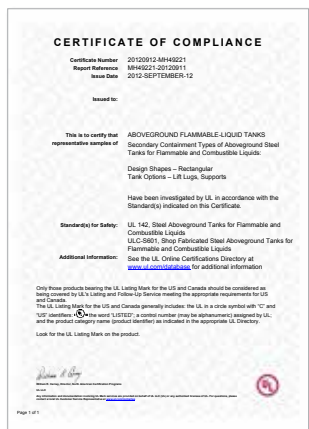 CERTIFICATE OF COMPLIANCE
Certificate Number 20120912-MH49221
Report Reference MH49221-20120911
Issue Date 2012-SEPTEMBER-12
Issued to:
This is to certify that ABOVEGROUND FLAMMABLE-LIQUID TANKS
representative samples of Secondary Containment Types of Aboveground Steel
Tanks for Flammable and Combustible Liquids:
Design Shapes – Rectangular
Tank Options – Lift Lugs, Supports
Have been investigated by UL in accordance with the
Standard(s) indicated on this Certificate.
Standard(s) for Safety: UL 142, Steel Aboveground Tanks for Flammable and
Combustible Liquids
ULC-S601, Shop Fabricated Steel Aboveground Tanks for
Flammable and Combustible Liquids
Additional Information: See the UL Online Certifications Directory at
www.ul.com/database for additional information
Only those products bearing the UL Listing Mark for the US and Canada should be considered as
being covered by UL's Listing and Follow-Up Service meeting the appropriate requirements for US
and Canada.
The UL Listing Mark for the US and Canada generally includes: the UL in a circle symbol with "C" and
"US" identifiers: the word "LISTED"; a control number (may be alphanumeric) assigned by UL;
and the product category name (product identifier) as indicated in the appropriate UL Directory.
Look for the UL Listing Mark on the product.
UL
Page 1 of 1